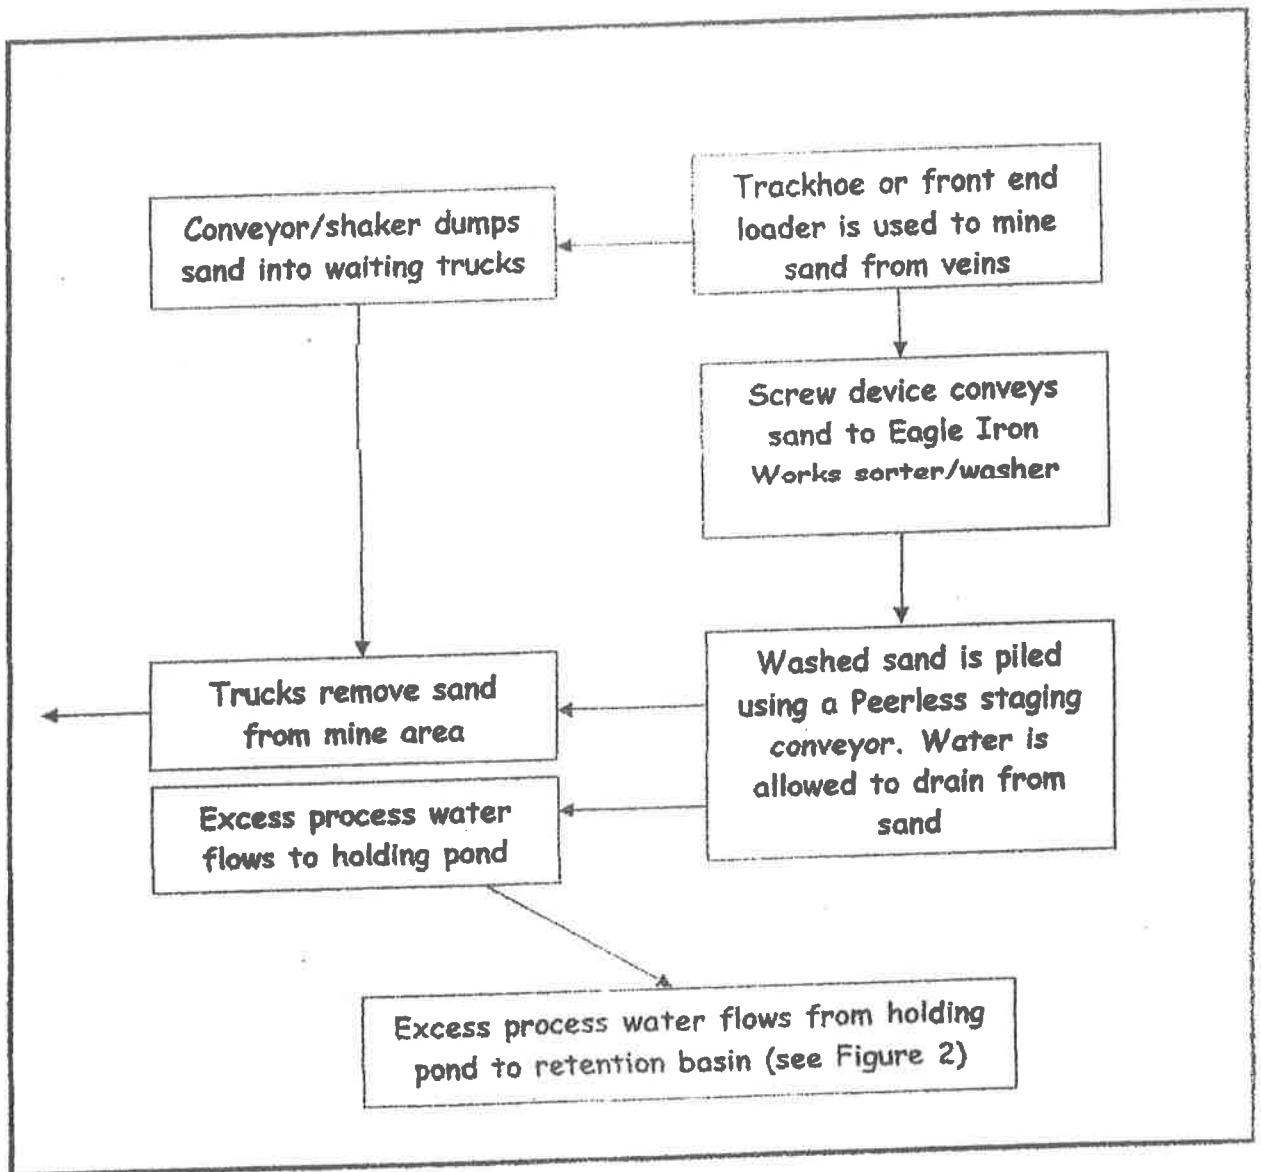 Trackhoe or front end
loader is used to mine
sand from veins
Conveyor/shaker dumps
sand into waiting trucks
Screw device conveys
sand to Eagle Iron
Works sorter/washer
Washed sand is piled
using a Peerless staging
conveyor. Water is
allowed to drain from
sand
Trucks remove sand
from mine area
Excess process water
flows to holding pond
Excess process water flows from holding
pond to retention basin (see Figure 2)